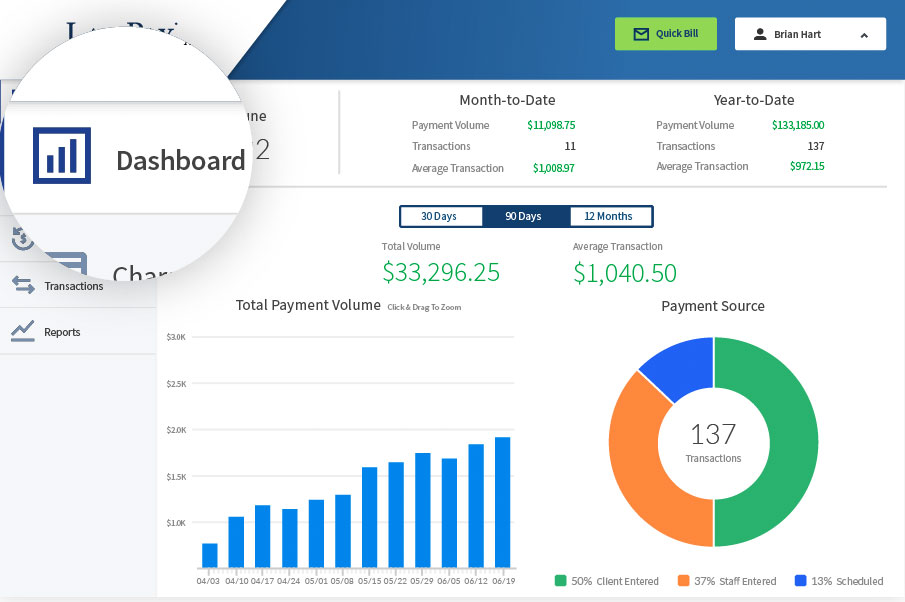 Quick Bill
Brian Hart
Dashboard
2
Month-to-Date
Payment Volume $11,098.75
Transactions 11
Average Transaction $1,008.97
Year-to-Date
Payment Volume $133,185.00
Transactions 137
Average Transaction $972.15
30 Days 90 Days 12 Months
Total Volume
$33,296.25
Average Transaction
$1,040.50
Transactions
Reports
Total Payment Volume Click & Drag To Zoom
$3.0K
$2.5K
$2.0K
$1.5K
$1.0K
04/03 04/10 04/17 04/24 05/01 05/08 05/15 05/22 05/29 06/05 06/12 06/19
Payment Source
137
Transactions
50% Client Entered 37% Staff Entered 13% Scheduled